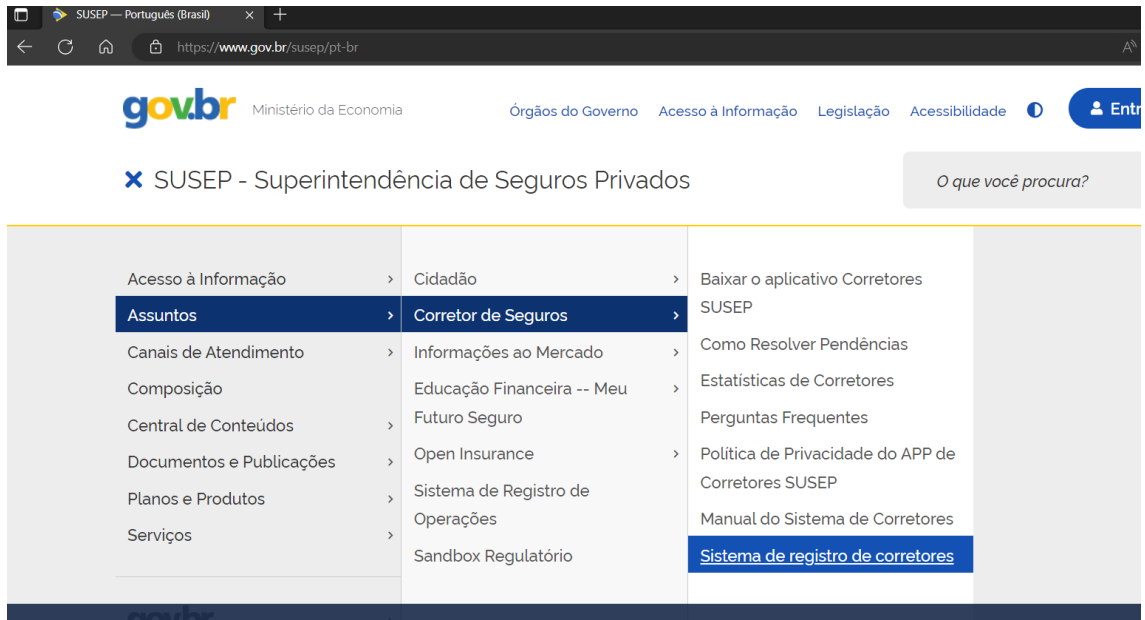 SUSEP — Português (Brasil)
https://www.gov.br/susep/pt-br
gov.br
Ministério da Economia
Órgãos do Governo
Acesso à Informação
Legislação
Acessibilidade
Entr
SUSEP - Superintendência de Seguros Privados
O que você procura?
Acesso à Informação
Assuntos
Canais de Atendimento
Composição
Central de Conteúdos
Documentos e Publicações
Planos e Produtos
Serviços
Cidadão
Corretor de Seguros
Informações ao Mercado
Educação Financeira -- Meu
Futuro Seguro
Open Insurance
Sistema de Registro de
Operações
Sandbox Regulatório
Baixar o aplicativo Corretores
SUSEP
Como Resolver Pendências
Estatísticas de Corretores
Perguntas Frequentes
Política de Privacidade do APP de
Corretores SUSEP
Manual do Sistema de Corretores
Sistema de registro de corretores
gov.br